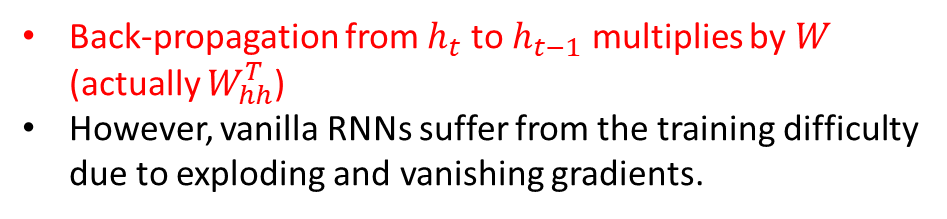 • Back-propagation from $h_t$ to $h_{t-1}$ multiplies by $W$
(actually $W_{hh}^T$)
• However, vanilla RNNs suffer from the training difficulty
due to exploding and vanishing gradients.